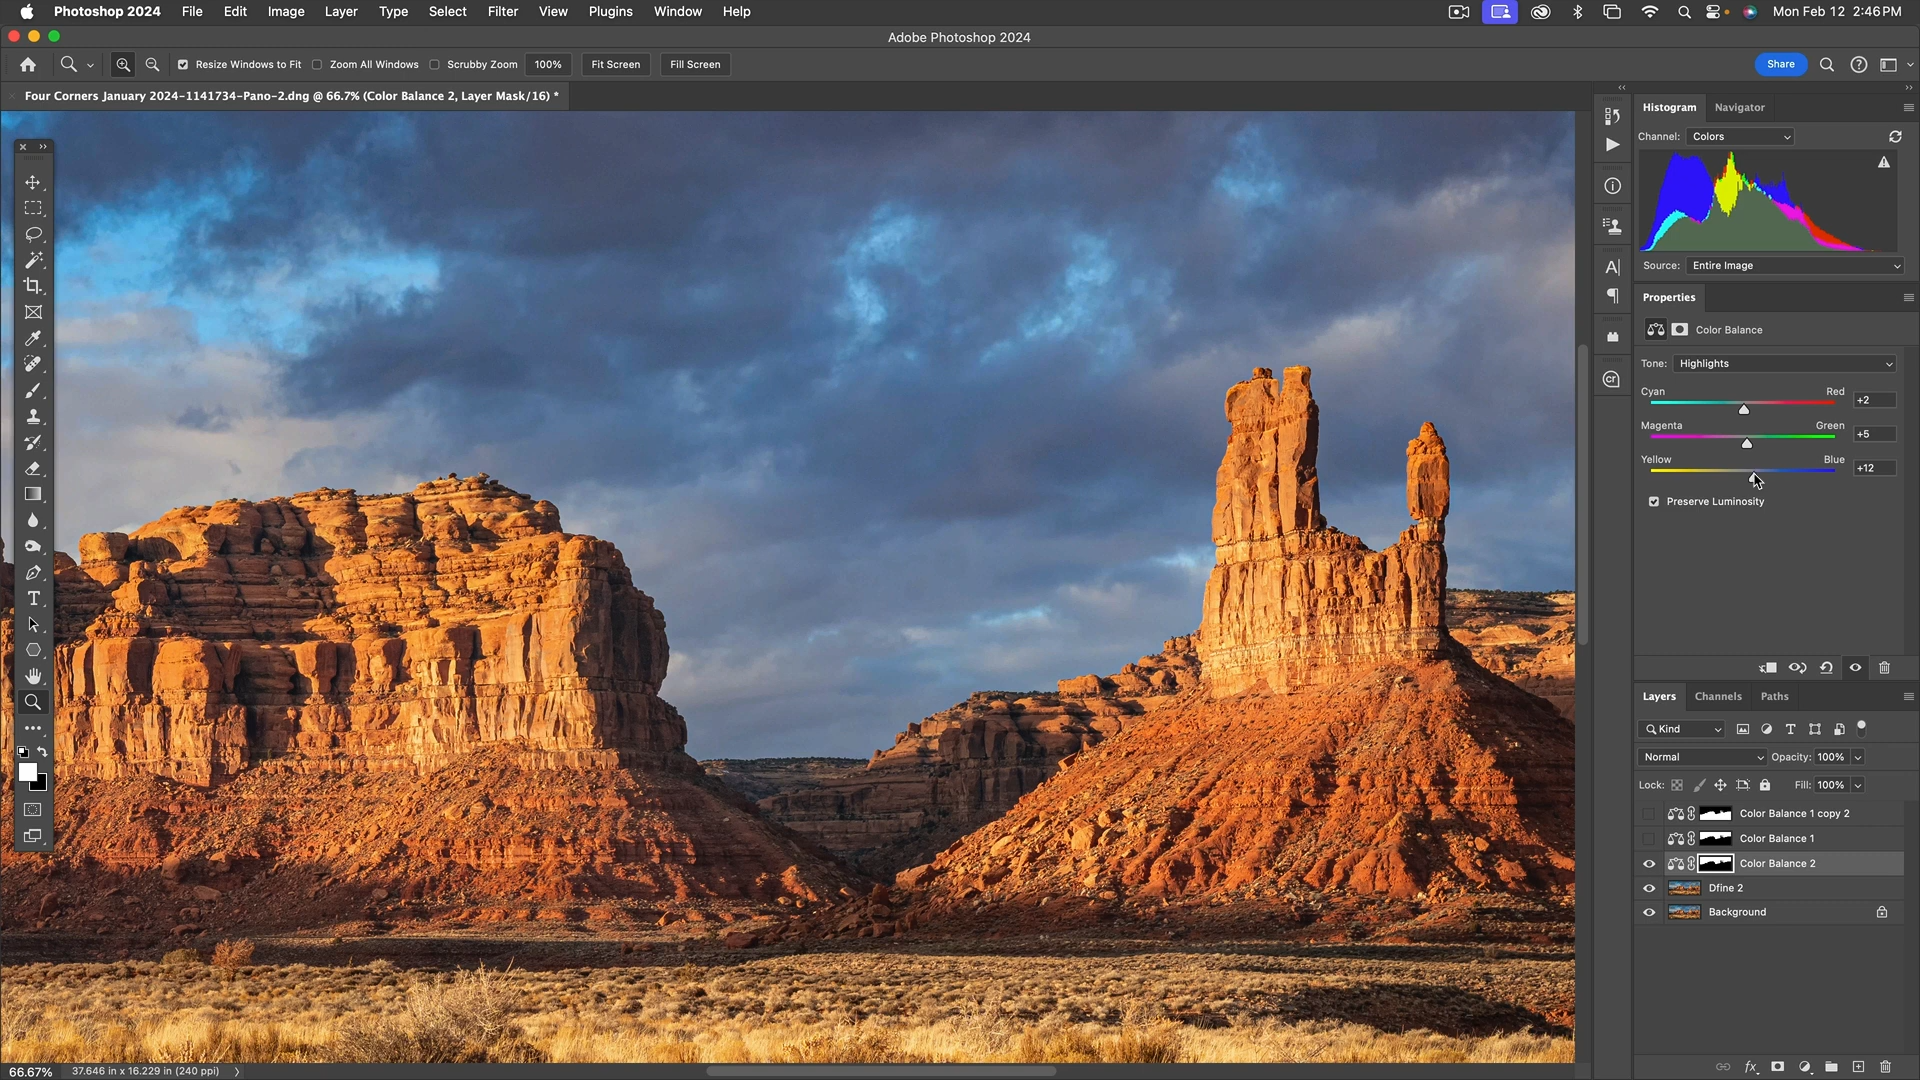 Photoshop 2024 File Edit Image Layer Type Select Filter View Plugins Window Help Mon Feb 12 2:46 PM
Adobe Photoshop 2024
Resize Windows to Fit Zoom All Windows Scrubby Zoom 100% Fit Screen Fill Screen Share
Four Corners January 2024-1141734-Pano-2.dng @ 66.7% (Color Balance 2, Layer Mask/16) *
Histogram Navigator
Channel: Colors
Source: Entire Image
Properties
Color Balance
Tone: Highlights
Cyan Red +2
Magenta Green +5
Yellow Blue +12
Preserve Luminosity
Layers Channels Paths
Kind
Normal Opacity: 100%
Lock: Fill: 100%
Color Balance 1 copy 2
Color Balance 1
Color Balance 2
Dfine 2
Background
66.67% 37.646 in x 16.229 in (240 ppi)